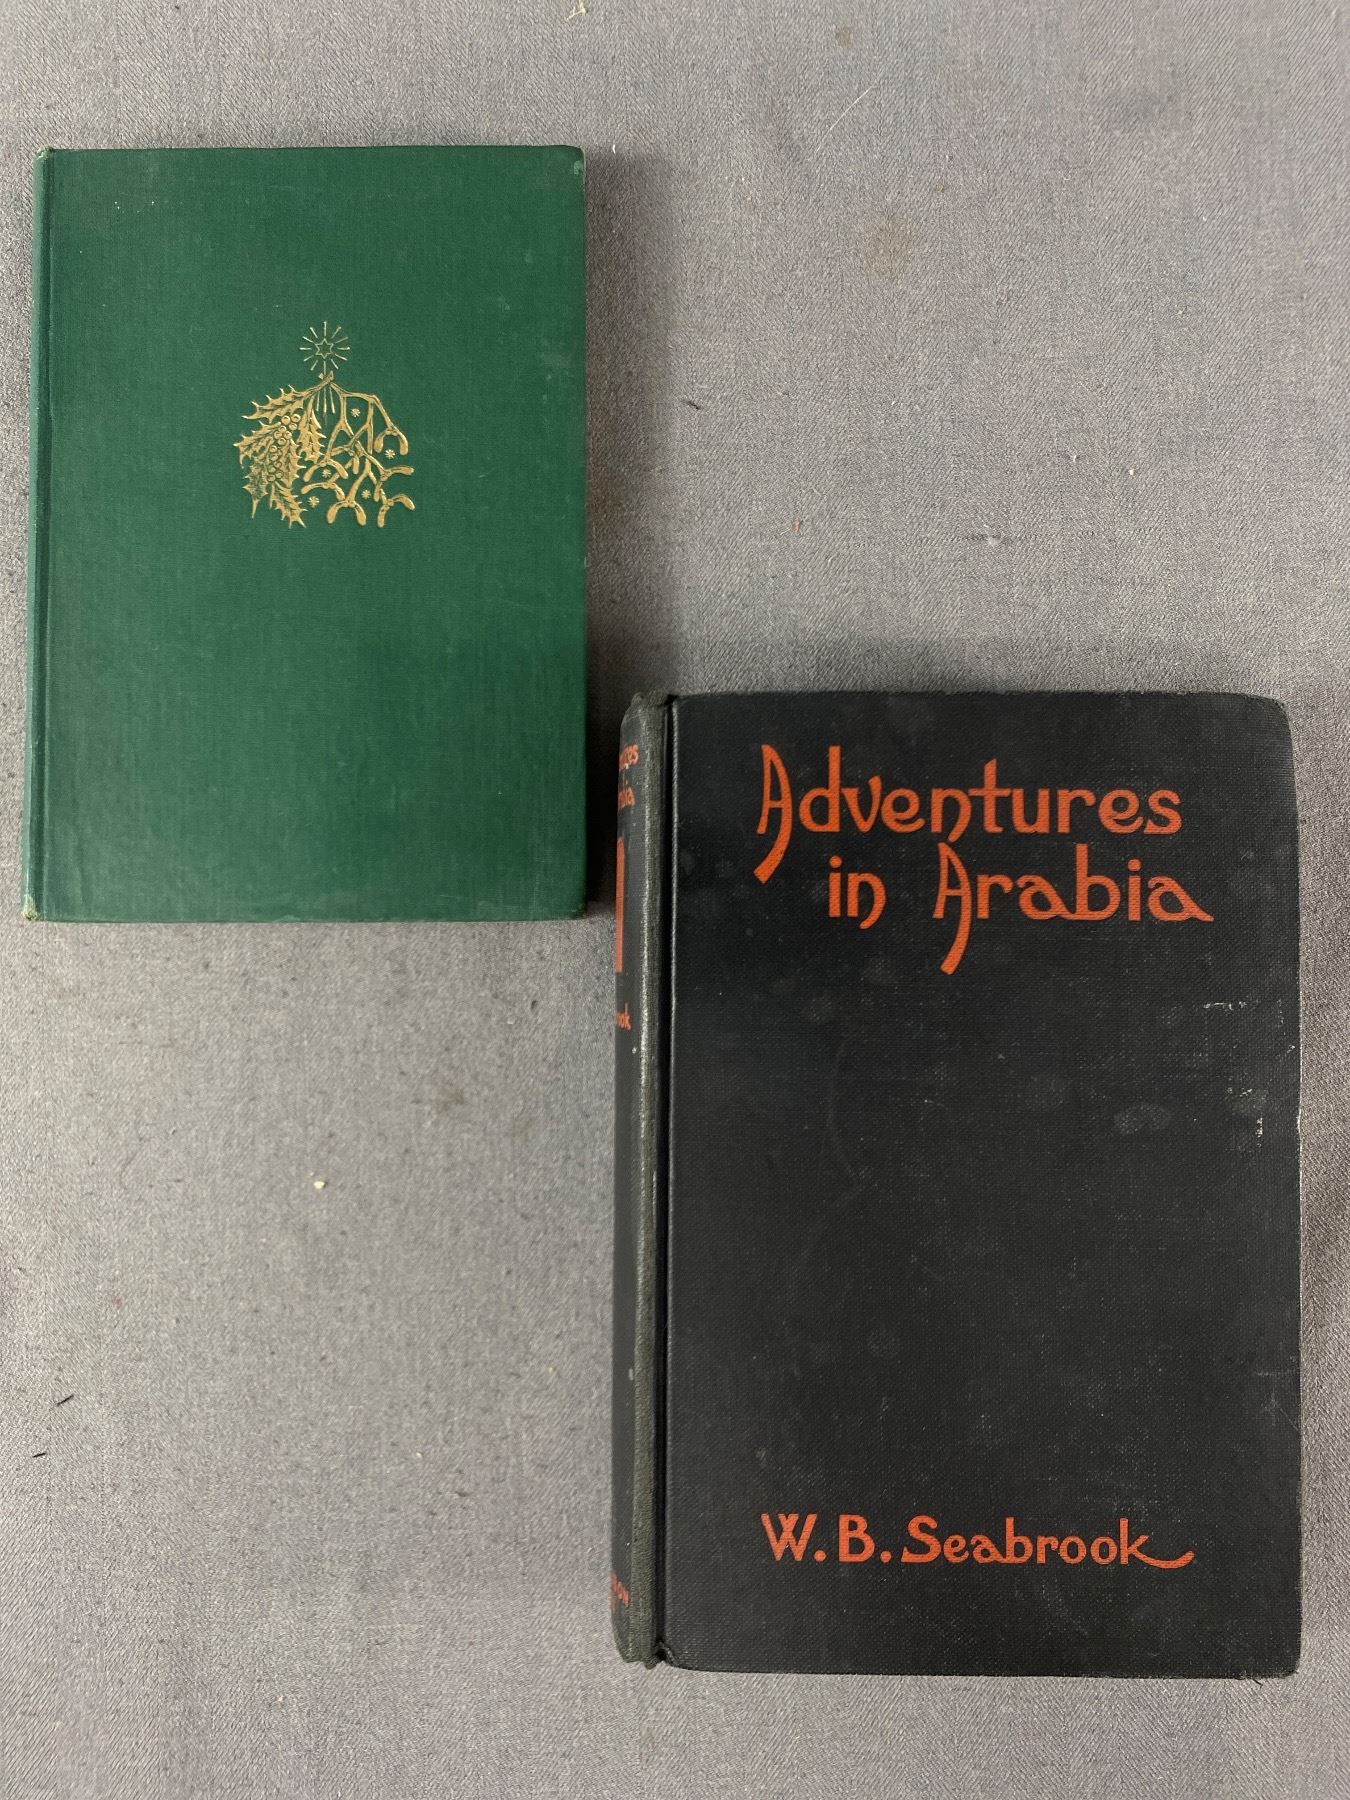 Adventures
in Arabia
W. B. Seabrook